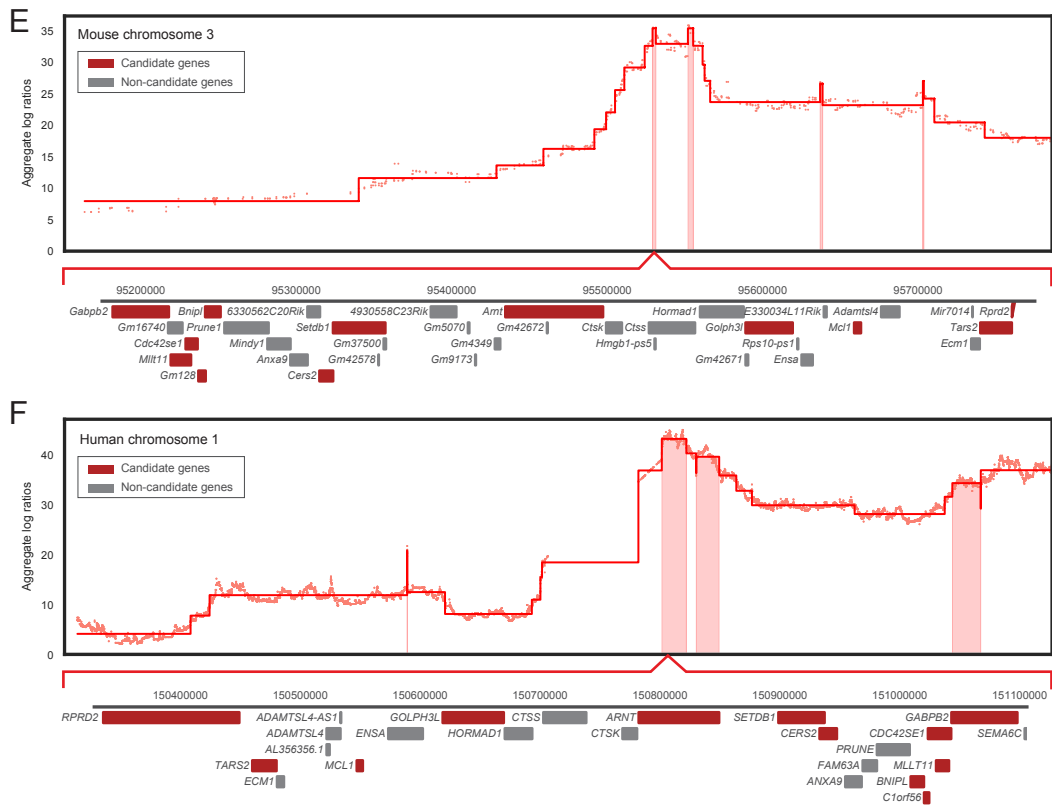 E
Mouse chromosome 3
Candidate genes
Non-candidate genes
Aggregate log ratios
35
30
25
20
15
10
5
0
95200000 95300000 95400000 95500000 95600000 95700000
Gabpb2 Bnipl 6330562C20Rik 4930558C23Rik Arnt Hormad1 E330034L11Rik Adamtsl4 Mir7014 Rprd2
Gm16740 Prune1 Setdb1 Gm5070 Gm42672 Ctsk Ctss Golph3l Mcl1 Tars2
Cdc42se1 Mindy1 Gm37500 Gm4349 Hmgb1-ps5 Rps10-ps1 Ecm1
Mllt11 Anxa9 Gm42578 Gm9173 Gm42671 Ensa
Gm128 Cers2
F
Human chromosome 1
Candidate genes
Non-candidate genes
Aggregate log ratios
40
30
20
10
0
150400000 150500000 150600000 150700000 150800000 150900000 151000000 151100000
RPRD2 ADAMTSL4-AS1 GOLPH3L CTSS ARNT SETDB1 GABPB2
ADAMTSL4 ENSA HORMAD1 CTSK CERS2 CDC42SE1 SEMA6C
AL356356.1 PRUNE
TARS2 MCL1 FAM63A MLLT11
ECM1 ANXA9 BNIPL
C1orf56